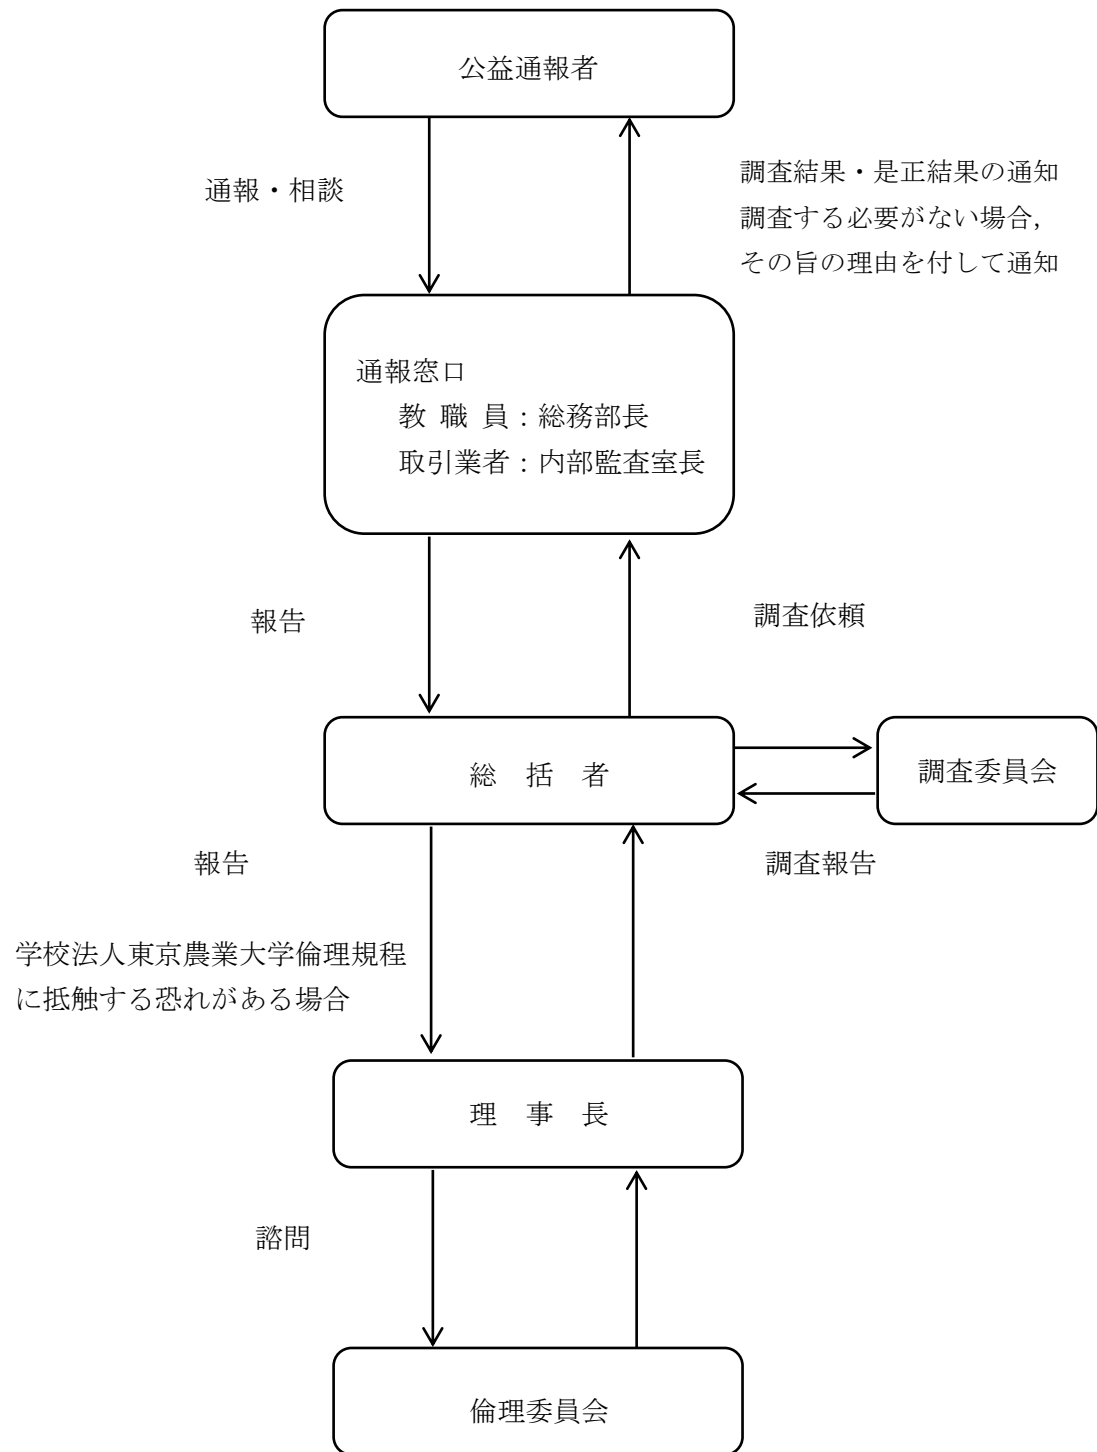 公益通報者
通報・相談
調査結果・是正結果の通知
調査する必要がない場合,
その旨の理由を付して通知
通報窓口
教 職 員：総務部長
取引業者：内部監査室長
報告
調査依頼
総　括　者
調査委員会
報告
調査報告
学校法人東京農業大学倫理規程
に抵触する恐れがある場合
理　事　長
諮問
倫理委員会